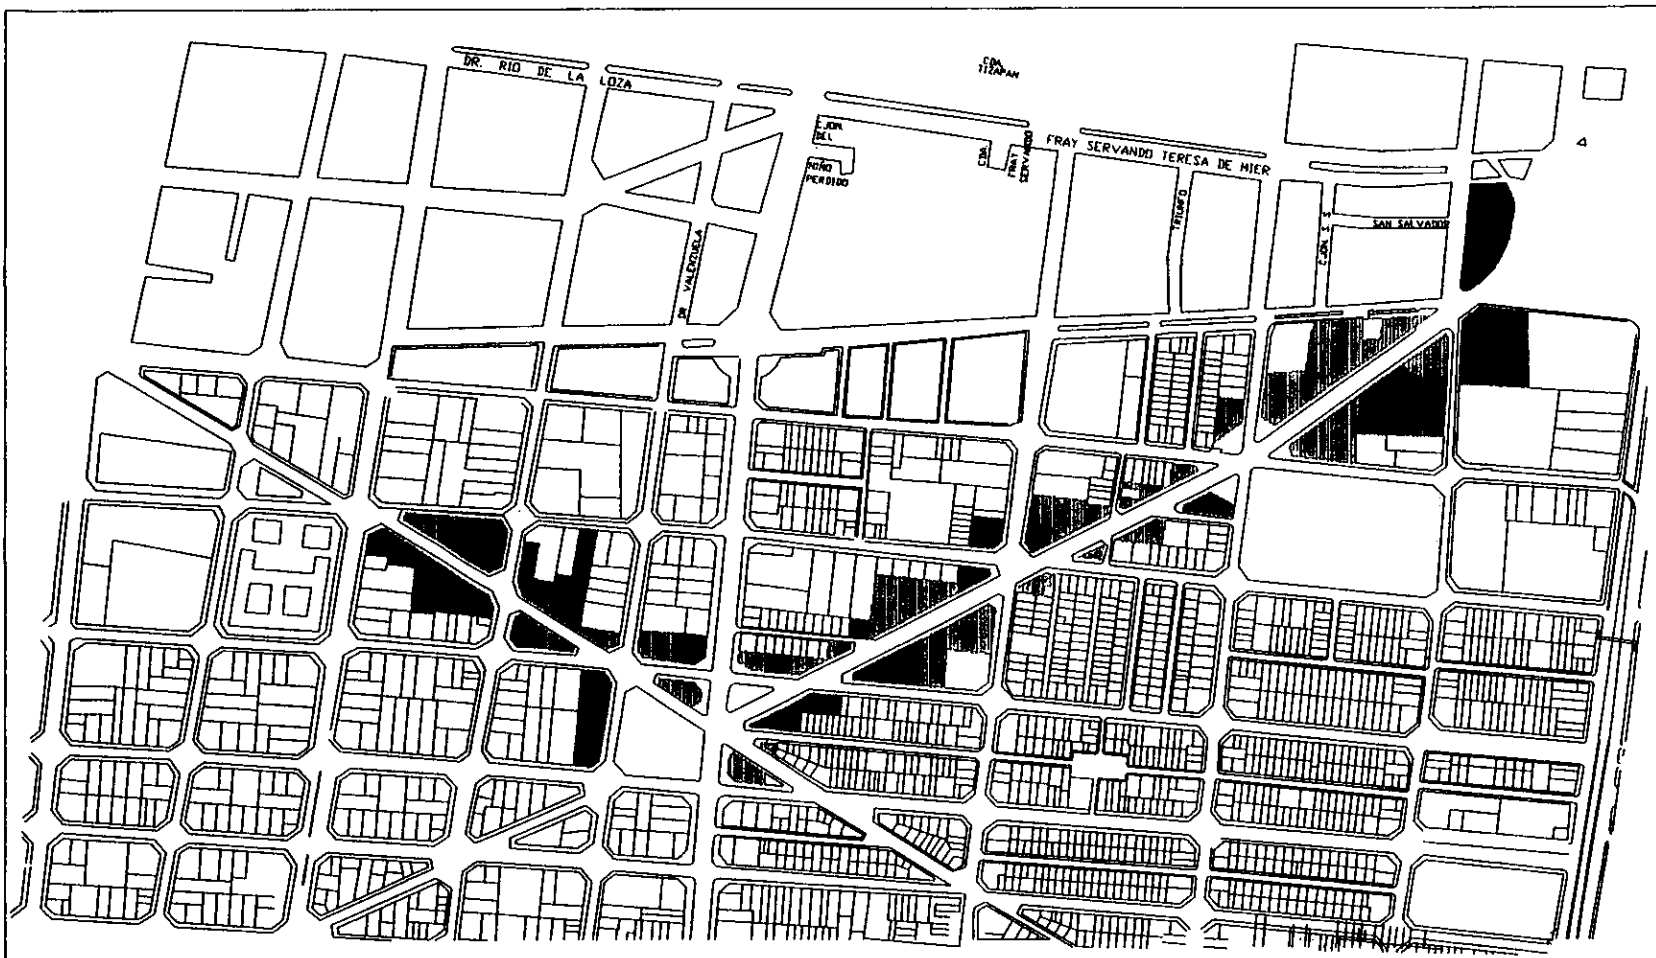 DR. RIO DE LA LOZA
CDA.
TIZAPAN
CJON.
DEL
NIÑO
PERDIDO
CDA.
FRAY
SERVANDO
FRAY SERVANDO TERESA DE MIER
TRIUNFO
CJON. S. S.
SAN SALVADOR
DR VALENZUELA